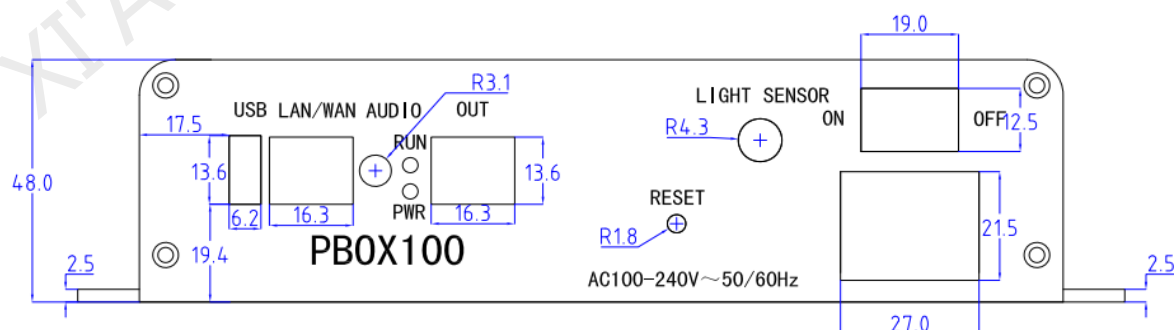 XI'A
19.0
R3.1
USB LAN/WAN AUDIO OUT
LIGHT SENSOR
ON OFF
12.5
17.5
R4.3
RUN
48.0
13.6
13.6
PWR
6.2
16.3
16.3
RESET
R1.8
21.5
19.4
PBOX100
2.5
AC100-240V~50/60Hz
2.5
27.0